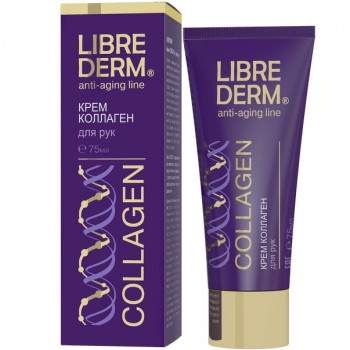 LIBRE
DERM®
anti-aging line
КРЕМ
КОЛЛАГЕН
для рук
℮ 75мл
COLLAGEN
LIBRE
DERM®
anti-aging line
COLLAGEN
КРЕМ КОЛЛАГЕН
для рук
℮ 75мл
EAC